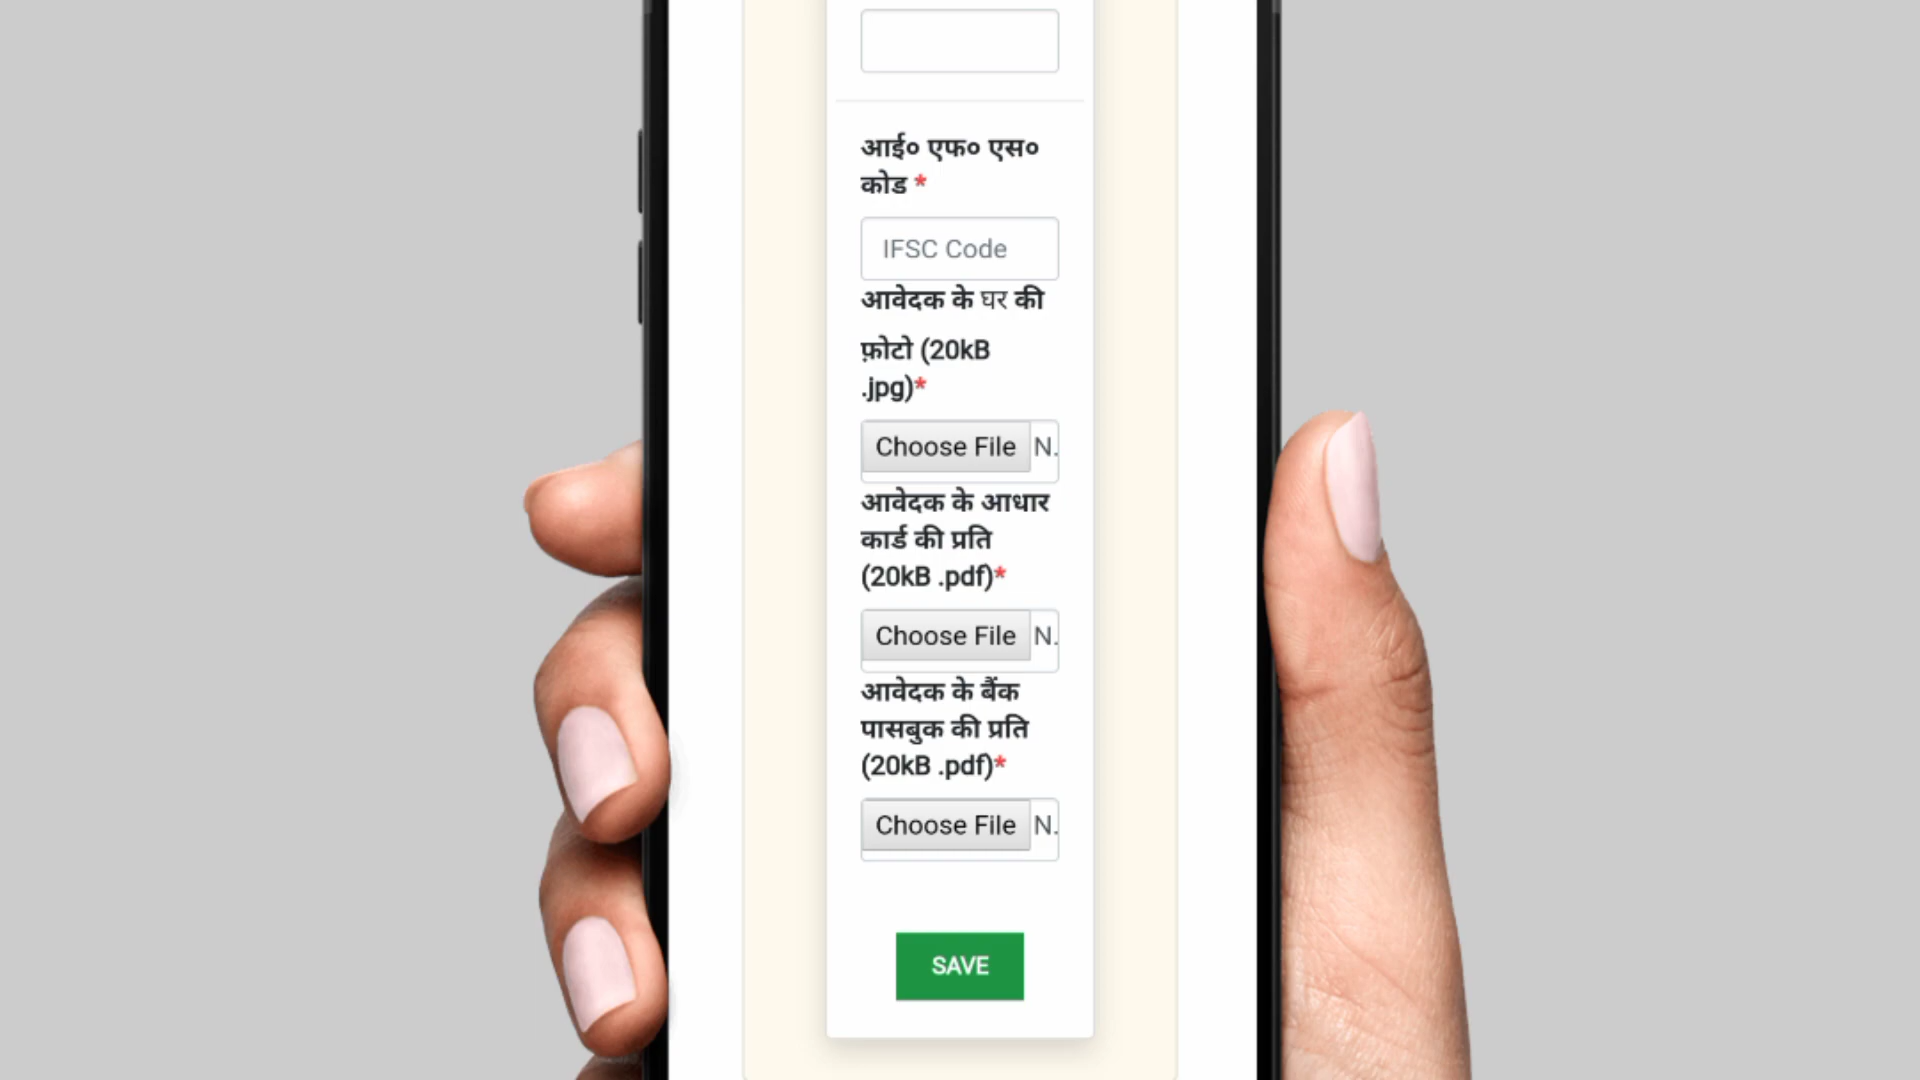 आई० एफ० एस०
कोड *
IFSC Code
आवेदक के घर की
फ़ोटो (20kB
.jpg)*
Choose File N.
आवेदक के आधार
कार्ड की प्रति
(20kB .pdf)*
Choose File N.
आवेदक के बैंक
पासबुक की प्रति
(20kB .pdf)*
Choose File N.
SAVE